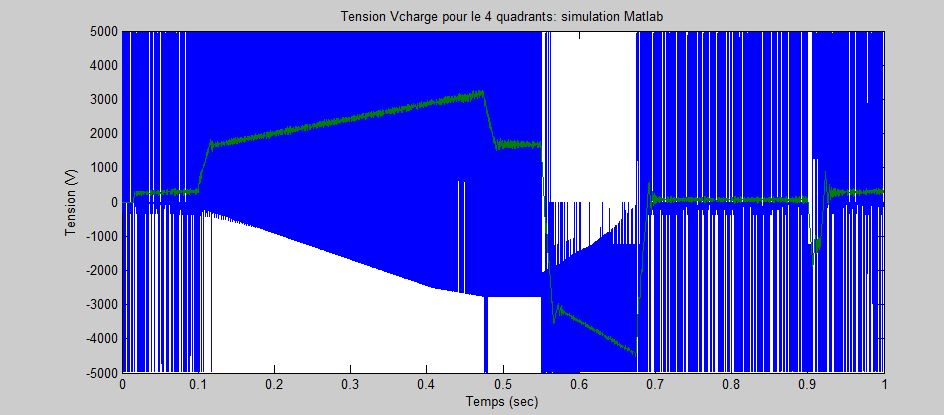 Tension Vcharge pour le 4 quadrants: simulation Matlab
5000
4000
3000
2000
1000
0
-1000
-2000
-3000
-4000
-5000
Tension (V)
0 0.1 0.2 0.3 0.4 0.5 0.6 0.7 0.8 0.9 1
Temps (sec)